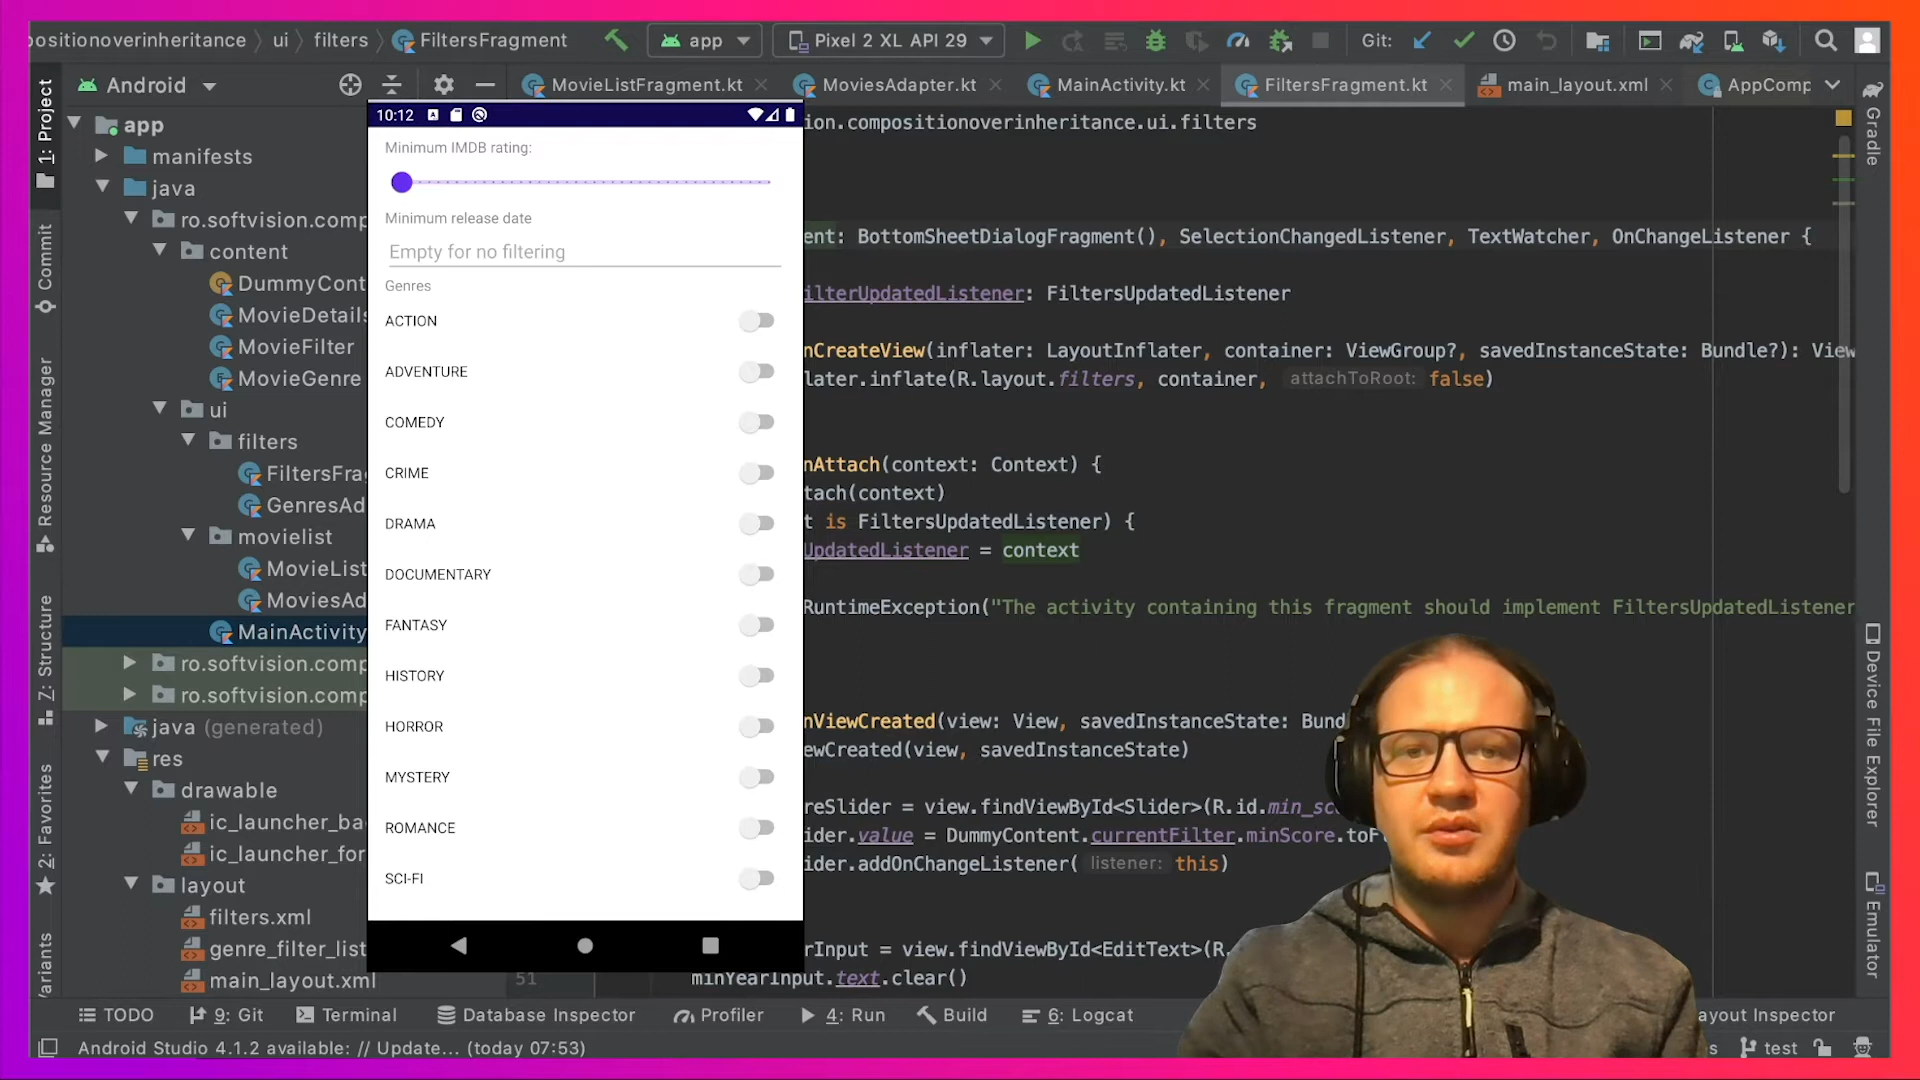 positionoverinheritance ui filters FiltersFragment app Pixel 2 XL API 29 Git:
Android MovieListFragment.kt MoviesAdapter.kt MainActivity.kt FiltersFragment.kt main_layout.xml AppComp
1: Project
Commit
Resource Manager
Z: Structure
2: Favorites
app
manifests
java
ro.softvision.comp
content
DummyCont
MovieDetails
MovieFilter
MovieGenre
ui
filters
FiltersFra
GenresAd
movielist
MovieList
MoviesAd
MainActivity
ro.softvision.comp
ro.softvision.comp
java (generated)
res
drawable
ic_launcher_ba
ic_launcher_for
layout
filters.xml
genre_filter_list
main_layout.xml
10:12
Minimum IMDB rating:
Minimum release date
Empty for no filtering
Genres
ACTION
ADVENTURE
COMEDY
CRIME
DRAMA
DOCUMENTARY
FANTASY
HISTORY
HORROR
MYSTERY
ROMANCE
SCI-FI
ion.compositionoverinheritance.ui.filters
ent: BottomSheetDialogFragment(), SelectionChangedListener, TextWatcher, OnChangeListener {
ilterUpdatedListener: FiltersUpdatedListener
nCreateView(inflater: LayoutInflater, container: ViewGroup?, savedInstanceState: Bundle?): View
later.inflate(R.layout.filters, container, attachToRoot: false)
nAttach(context: Context) {
tach(context)
t is FiltersUpdatedListener) {
UpdatedListener = context
RuntimeException("The activity containing this fragment should implement FiltersUpdatedListener
nViewCreated(view: View, savedInstanceState: Bund
ewCreated(view, savedInstanceState)
reSlider = view.findViewById<Slider>(R.id.min_sc
ider.value = DummyContent.currentFilter.minScore.toF
ider.addOnChangeListener( listener: this)
rInput = view.findViewById<EditText>(R.
51 minYearInput.text.clear()
Gradle
Device File Explorer
Emulator
TODO 9: Git Terminal Database Inspector Profiler 4: Run Build 6: Logcat ayout Inspector
Android Studio 4.1.2 available: // Update... (today 07:53) s test